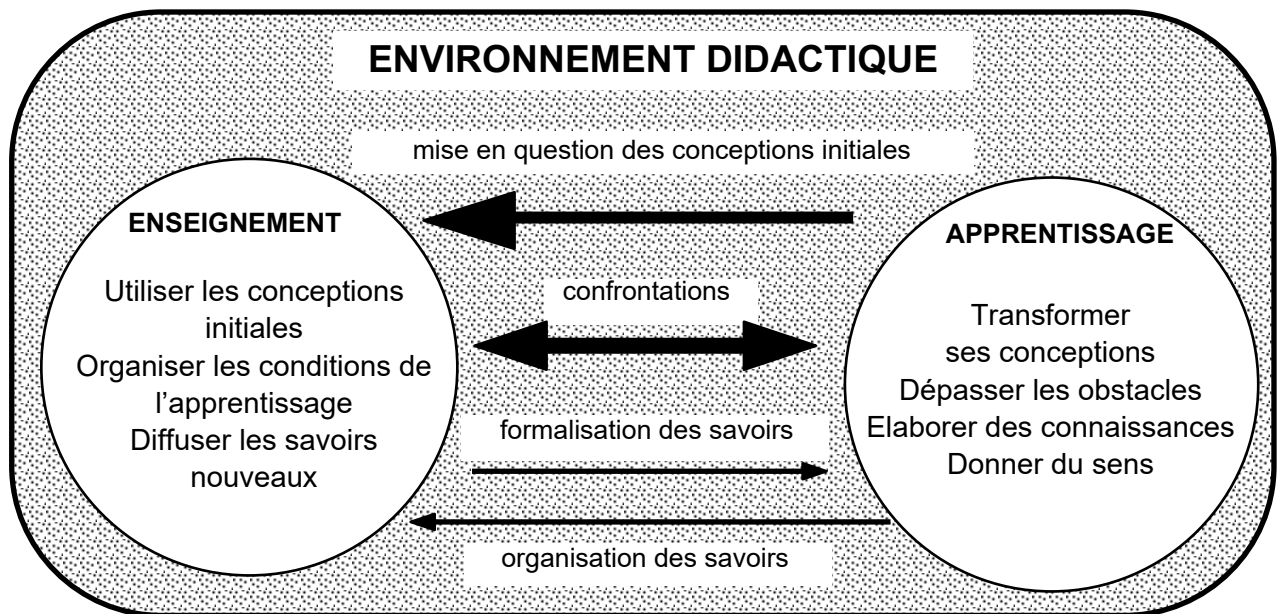 ENVIRONNEMENT DIDACTIQUE
mise en question des conceptions initiales
ENSEIGNEMENT
Utiliser les conceptions
initiales
Organiser les conditions de
l’apprentissage
Diffuser les savoirs
nouveaux
confrontations
formalisation des savoirs
organisation des savoirs
APPRENTISSAGE
Transformer
ses conceptions
Dépasser les obstacles
Elaborer des connaissances
Donner du sens